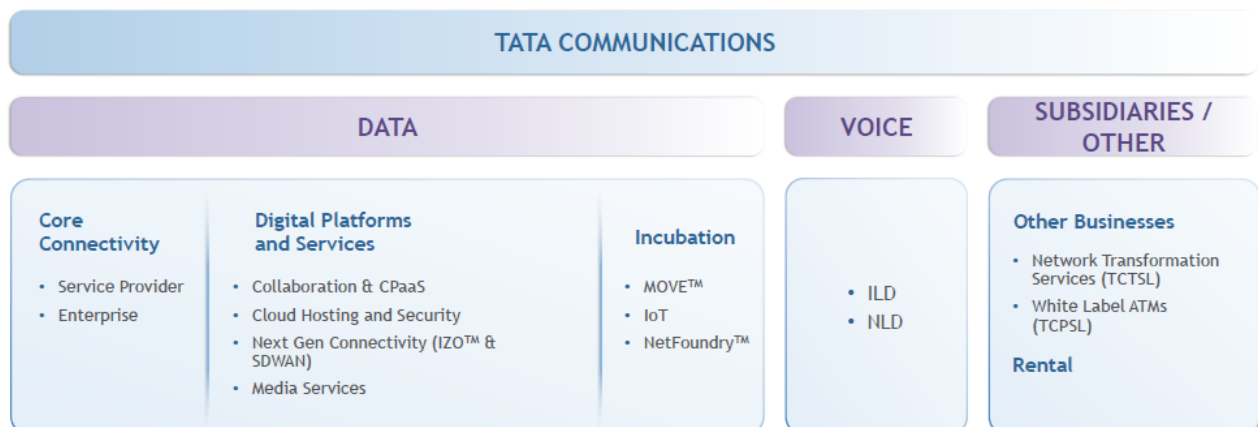 TATA COMMUNICATIONS
DATA
VOICE
SUBSIDIARIES /
OTHER
Core
Connectivity
• Service Provider
• Enterprise
Digital Platforms
and Services
• Collaboration & CPaaS
• Cloud Hosting and Security
• Next Gen Connectivity (IZO™ &
SDWAN)
• Media Services
Incubation
• MOVE™
• IoT
• NetFoundry™
• ILD
• NLD
Other Businesses
• Network Transformation
Services (TCTSL)
• White Label ATMs
(TCPSL)
Rental